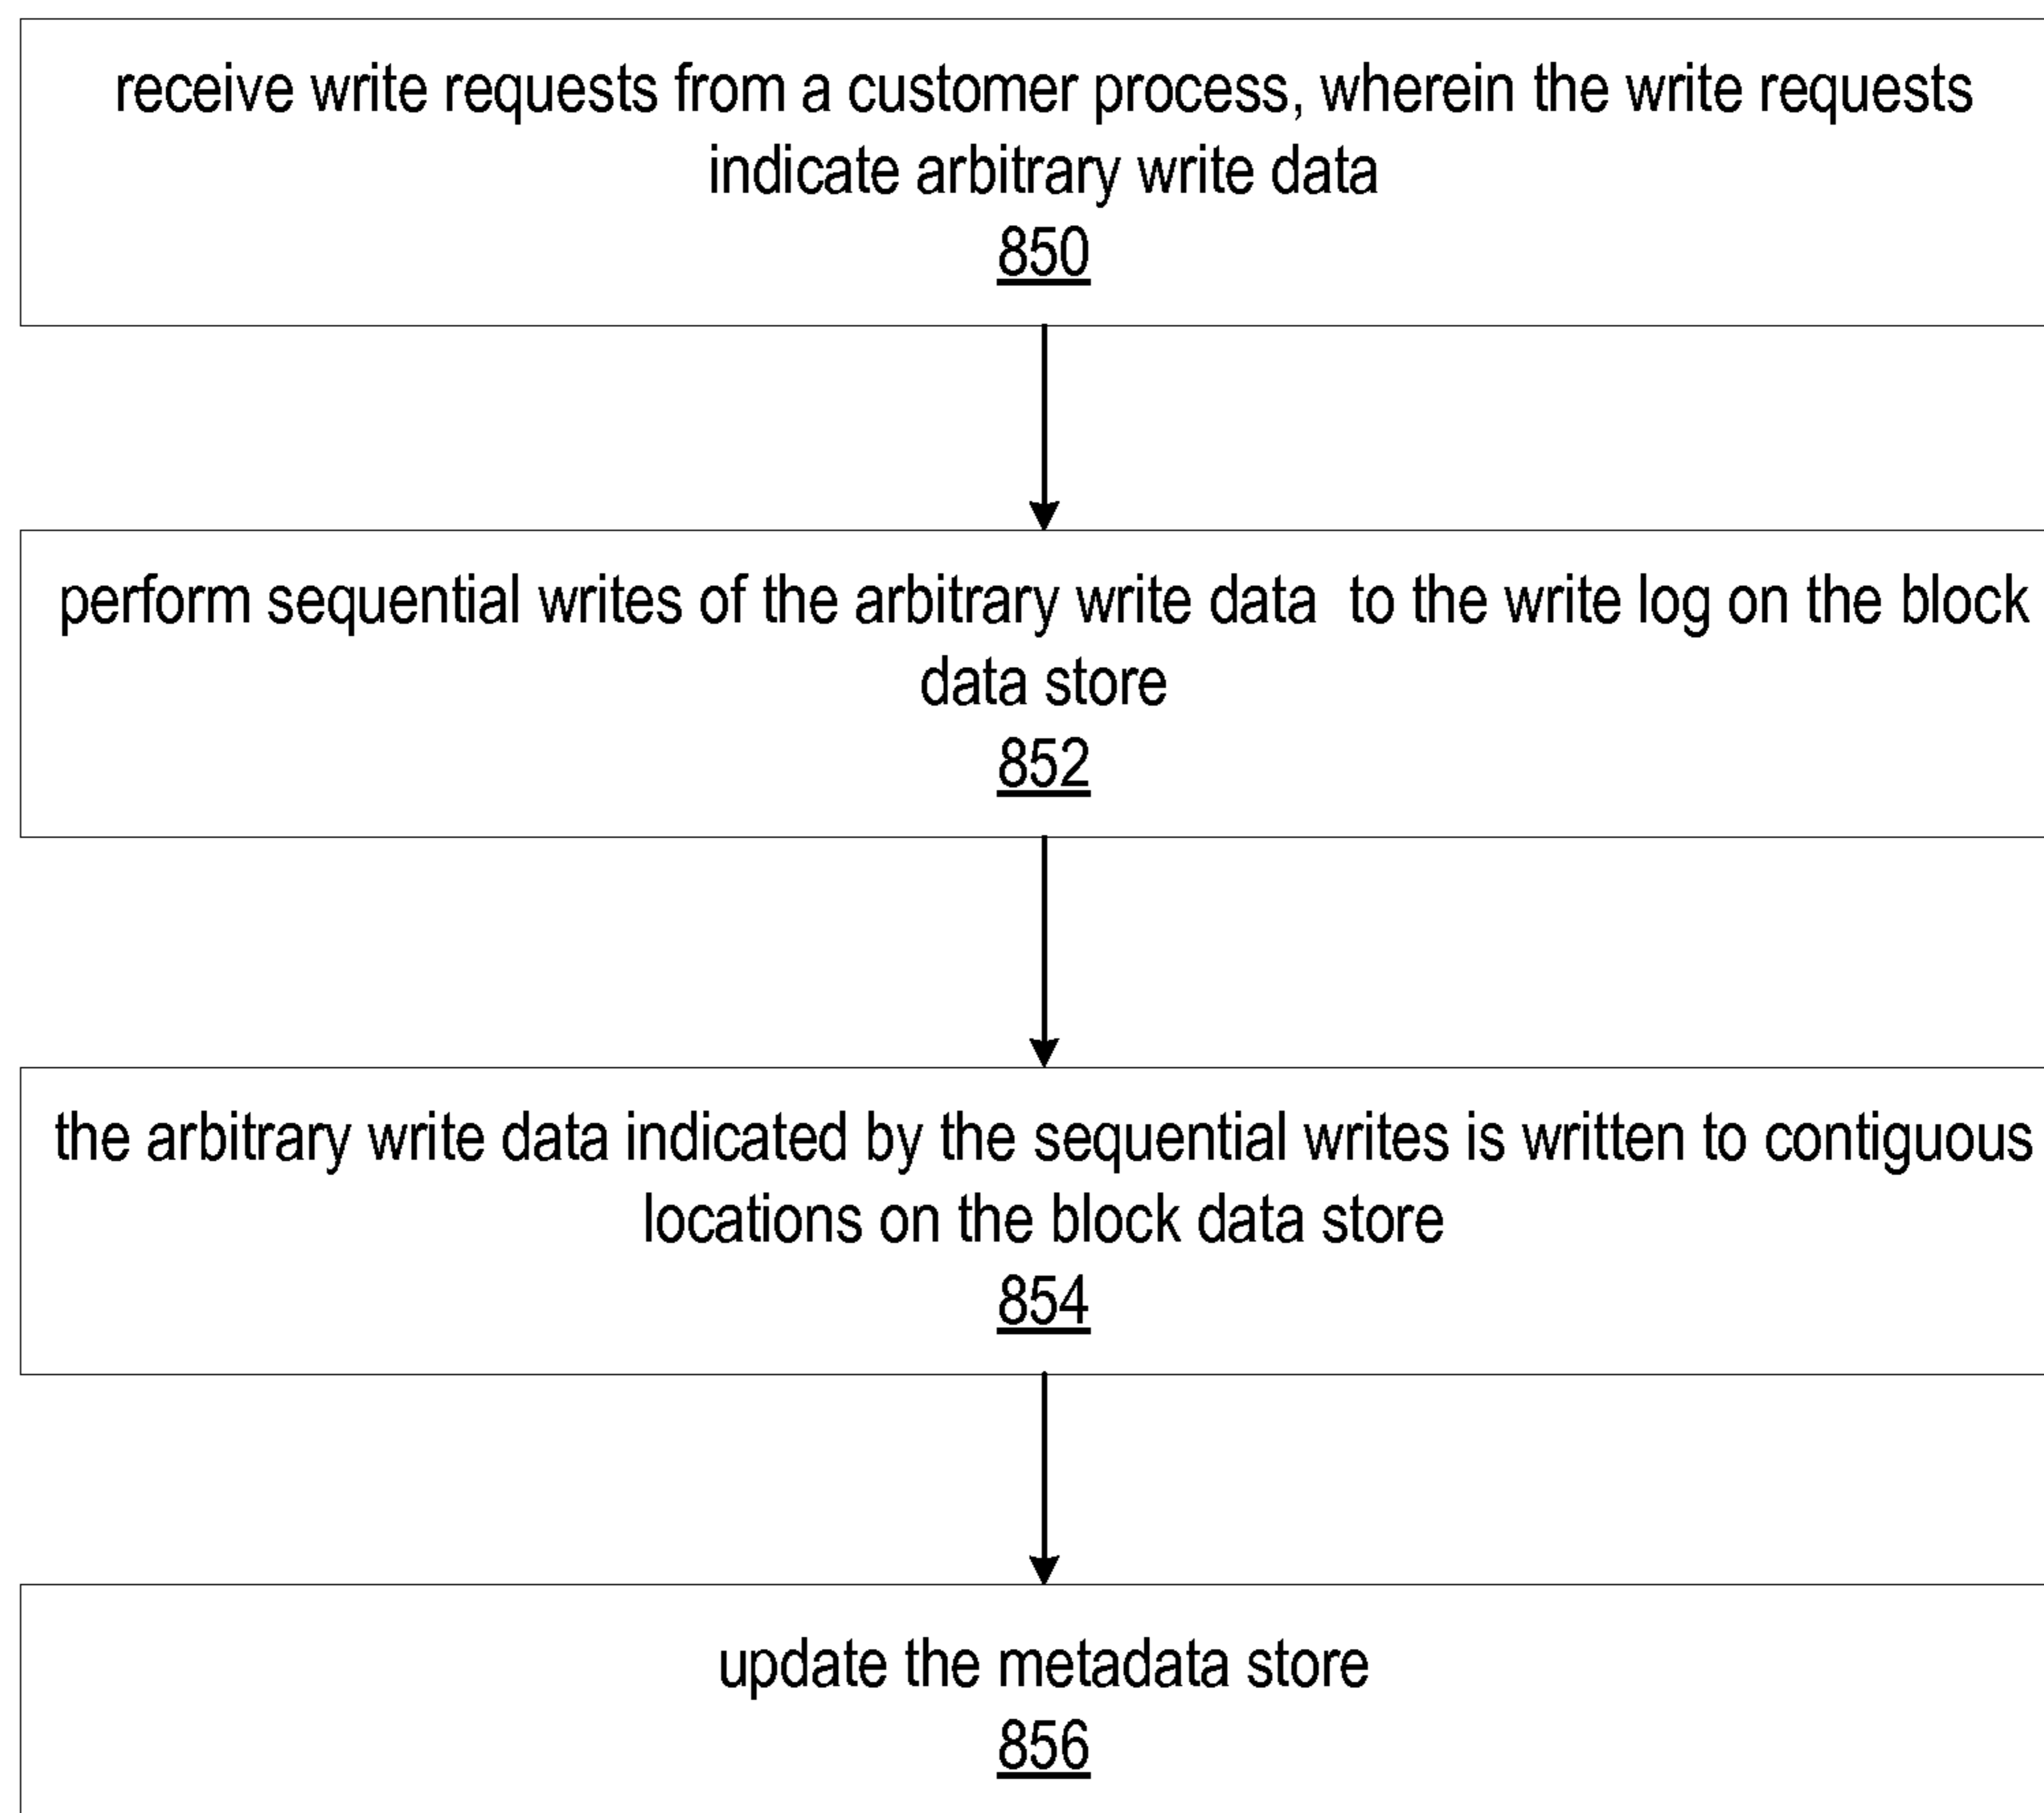 receive write requests from a customer process, wherein the write requests
indicate arbitrary write data
850
perform sequential writes of the arbitrary write data to the write log on the block
data store
852
the arbitrary write data indicated by the sequential writes is written to contiguous
locations on the block data store
854
update the metadata store
856